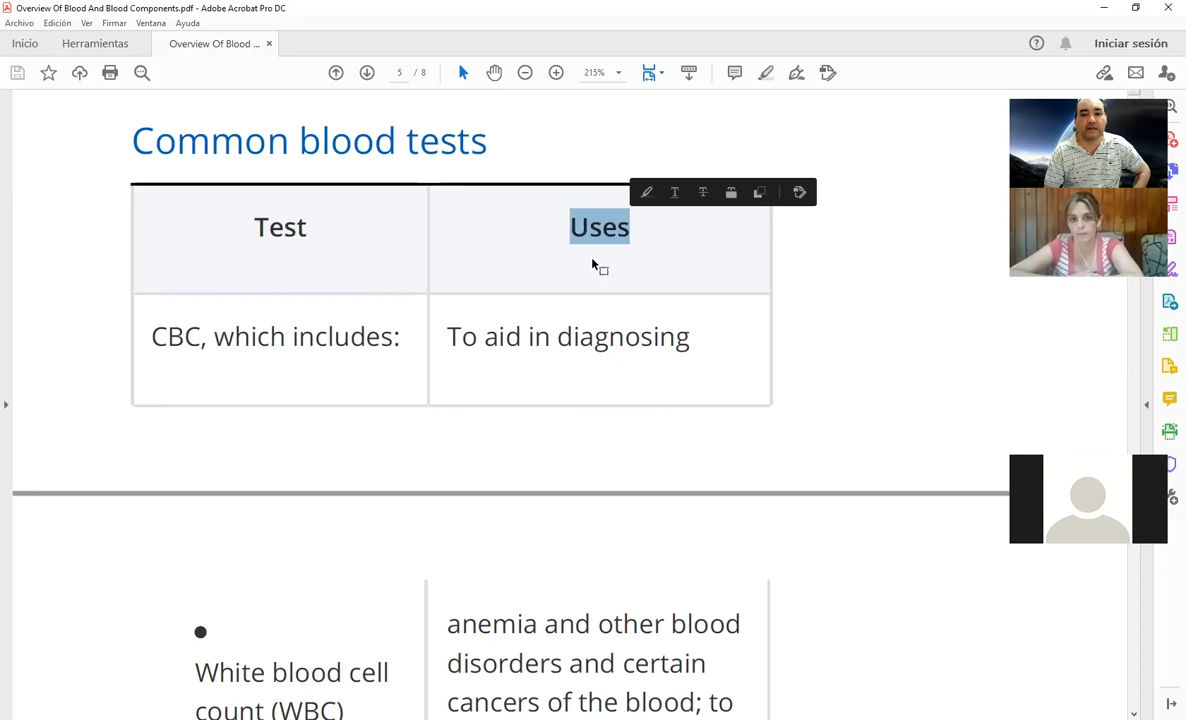 Overview Of Blood And Blood Components.pdf - Adobe Acrobat Pro DC
Archivo Edición Ver Firmar Ventana Ayuda
Inicio Herramientas Overview Of Blood ... × Iniciar sesión
5 / 8 215%
Common blood tests
Test Uses
CBC, which includes: To aid in diagnosing
anemia and other blood
disorders and certain
cancers of the blood; to
White blood cell
count (WBC)